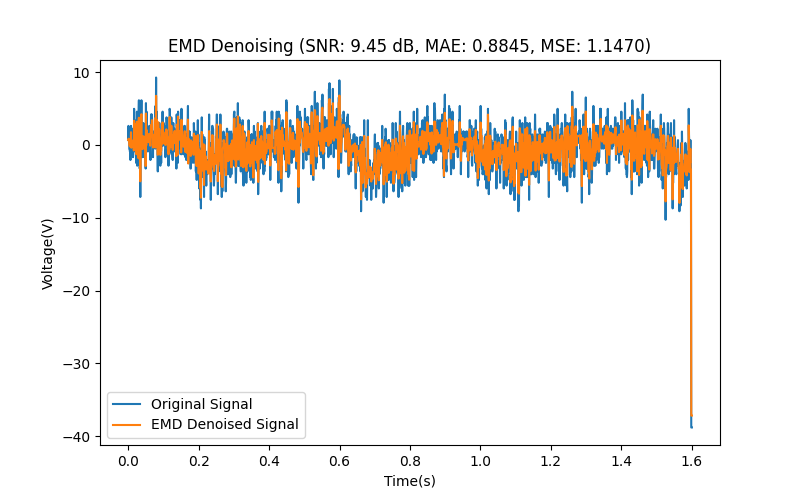 EMD Denoising (SNR: 9.45 dB, MAE: 0.8845, MSE: 1.1470)
10
0
−10
−20
−30
−40
Voltage(V)
Original Signal
EMD Denoised Signal
0.0 0.2 0.4 0.6 0.8 1.0 1.2 1.4 1.6
Time(s)